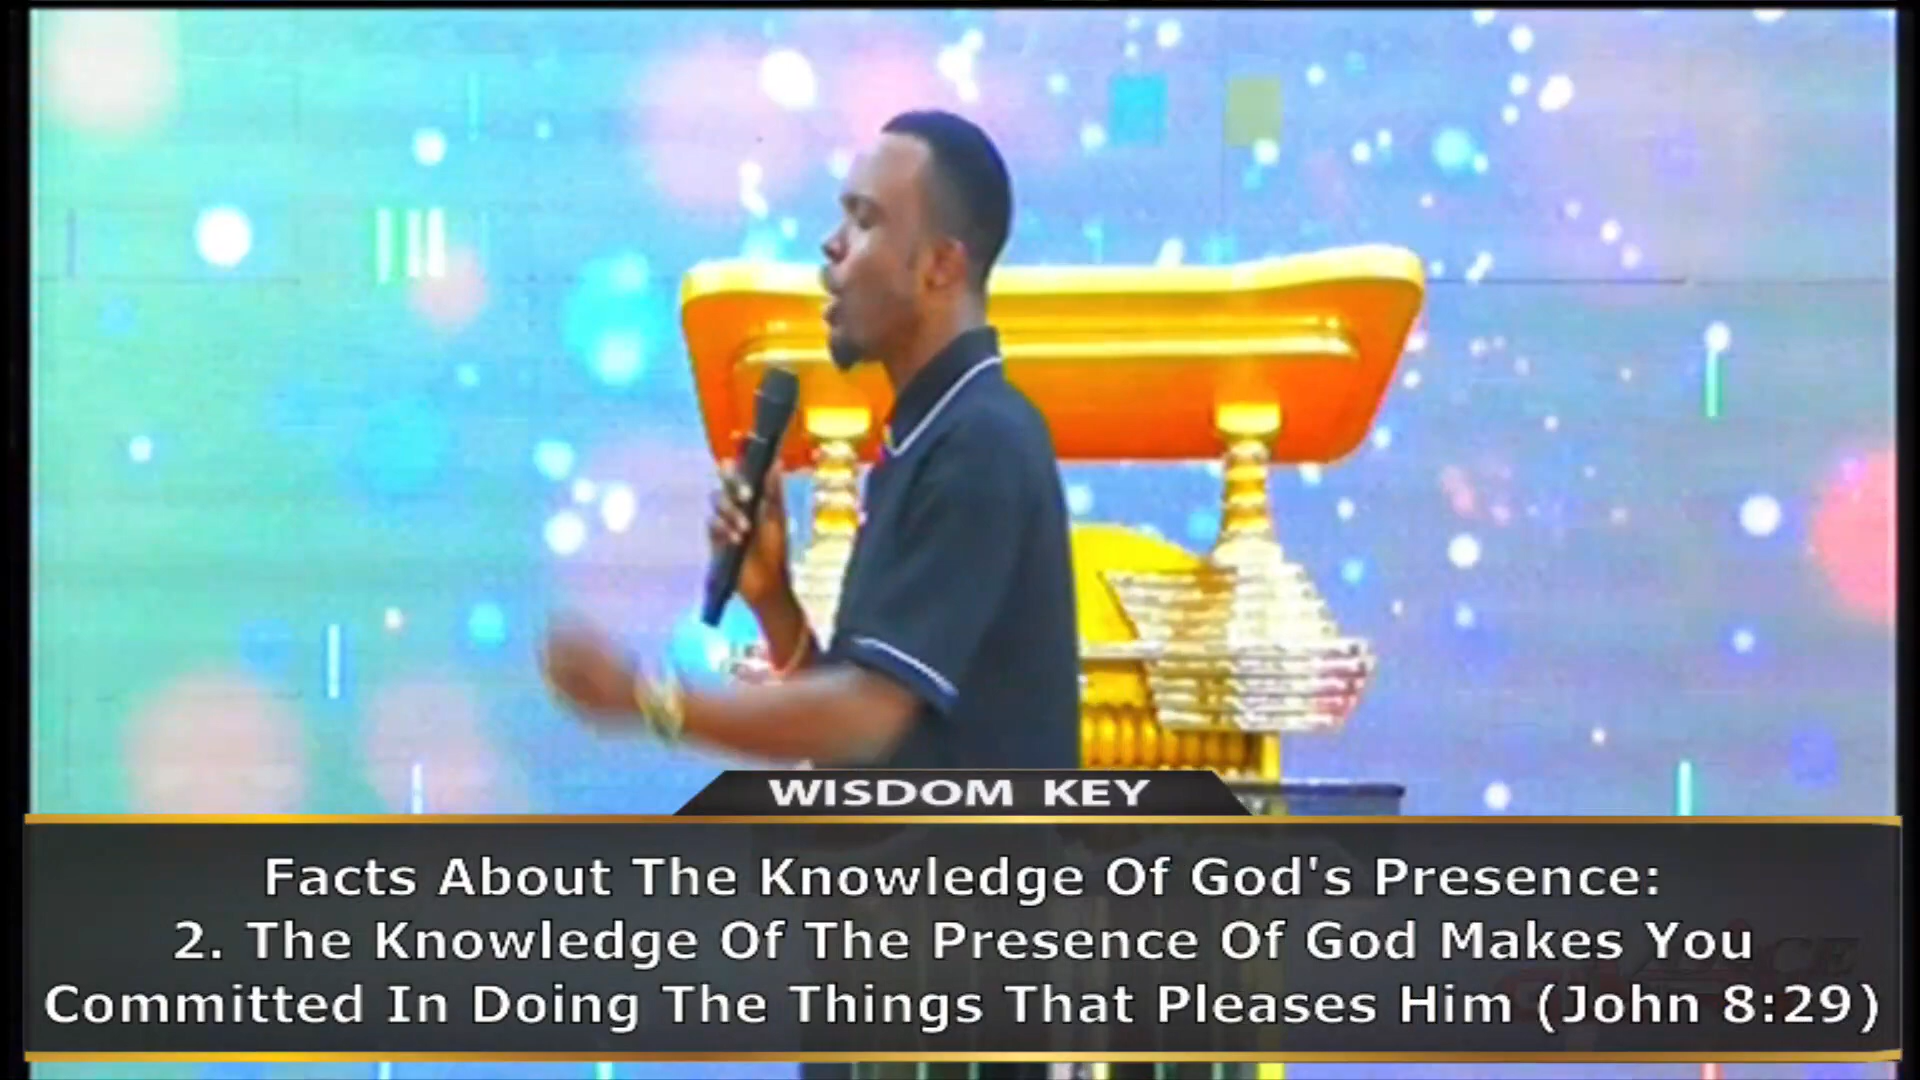 WISDOM KEY
Facts About The Knowledge Of God's Presence:
2. The Knowledge Of The Presence Of God Makes You
Committed In Doing The Things That Pleases Him (John 8:29)